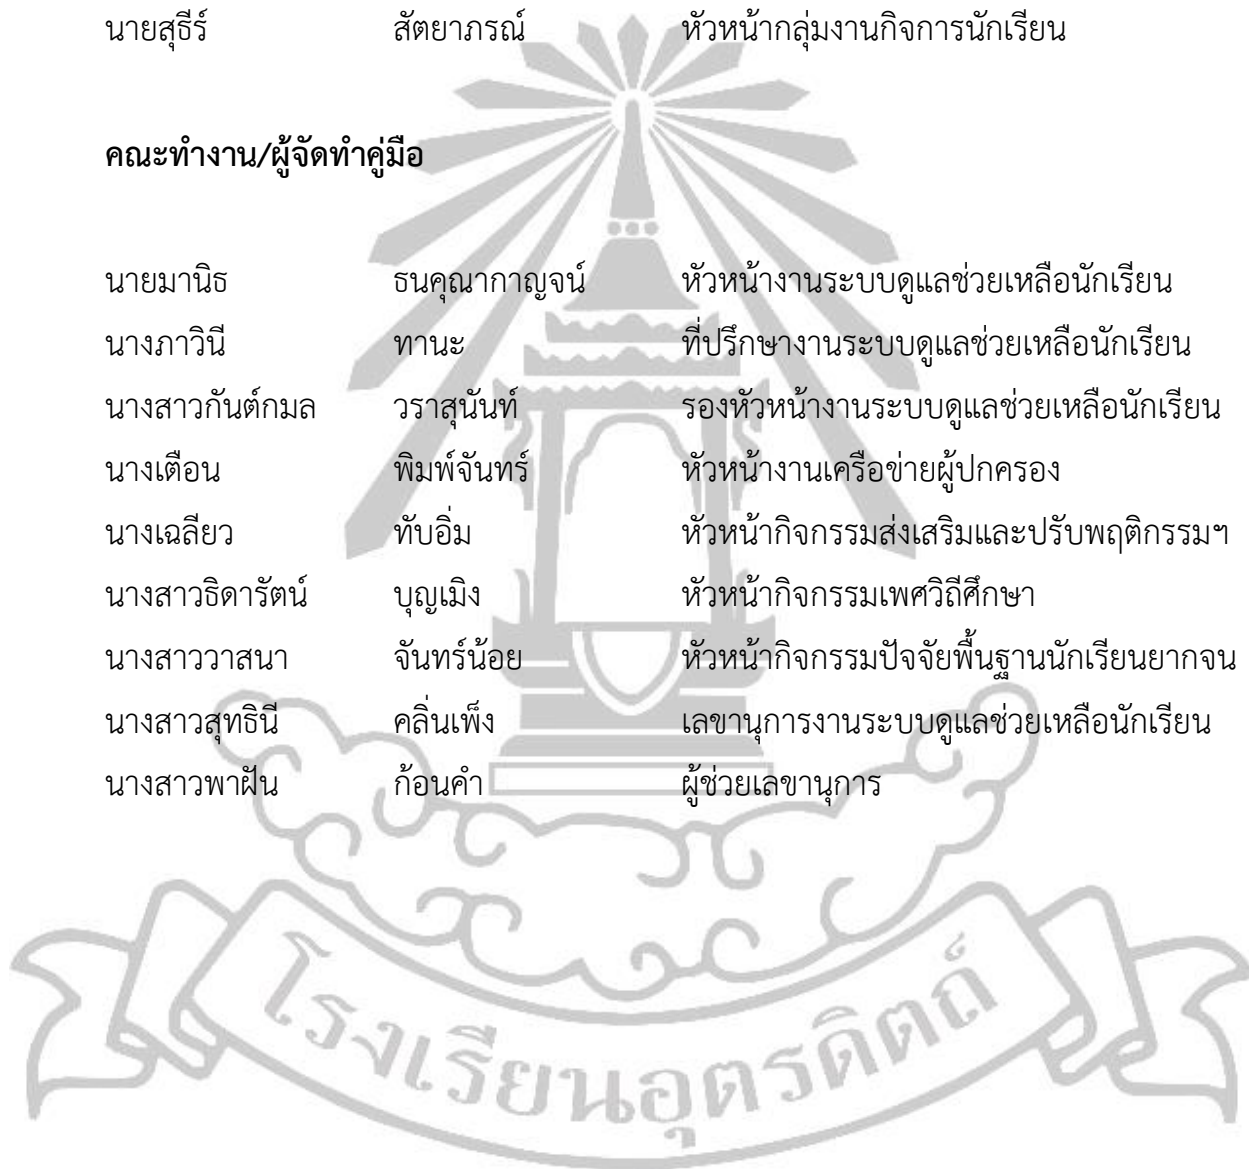 นายสุธีร์ สัตยาภรณ์ หัวหน้ากลุ่มงานกิจการนักเรียน
คณะทำงาน/ผู้จัดทำคู่มือ
นายมานิธ ธนคุณากาญจน์ หัวหน้างานระบบดูแลช่วยเหลือนักเรียน
นางภาวินี ทานะ ที่ปรึกษางานระบบดูแลช่วยเหลือนักเรียน
นางสาวกันต์กมล วราสุนันท์ รองหัวหน้างานระบบดูแลช่วยเหลือนักเรียน
นางเตือน พิมพ์จันทร์ หัวหน้างานเครือข่ายผู้ปกครอง
นางเฉลียว ทับอิ่ม หัวหน้ากิจกรรมส่งเสริมและปรับพฤติกรรมฯ
นางสาวธิดารัตน์ บุญเมิง หัวหน้ากิจกรรมเพศวิถีศึกษา
นางสาววาสนา จันทร์น้อย หัวหน้ากิจกรรมปัจจัยพื้นฐานนักเรียนยากจน
นางสาวสุทธินี คลิ่นเพ็ง เลขานุการงานระบบดูแลช่วยเหลือนักเรียน
นางสาวพาฝัน ก้อนคำ ผู้ช่วยเลขานุการ
โรงเรียนอุตรดิตถ์